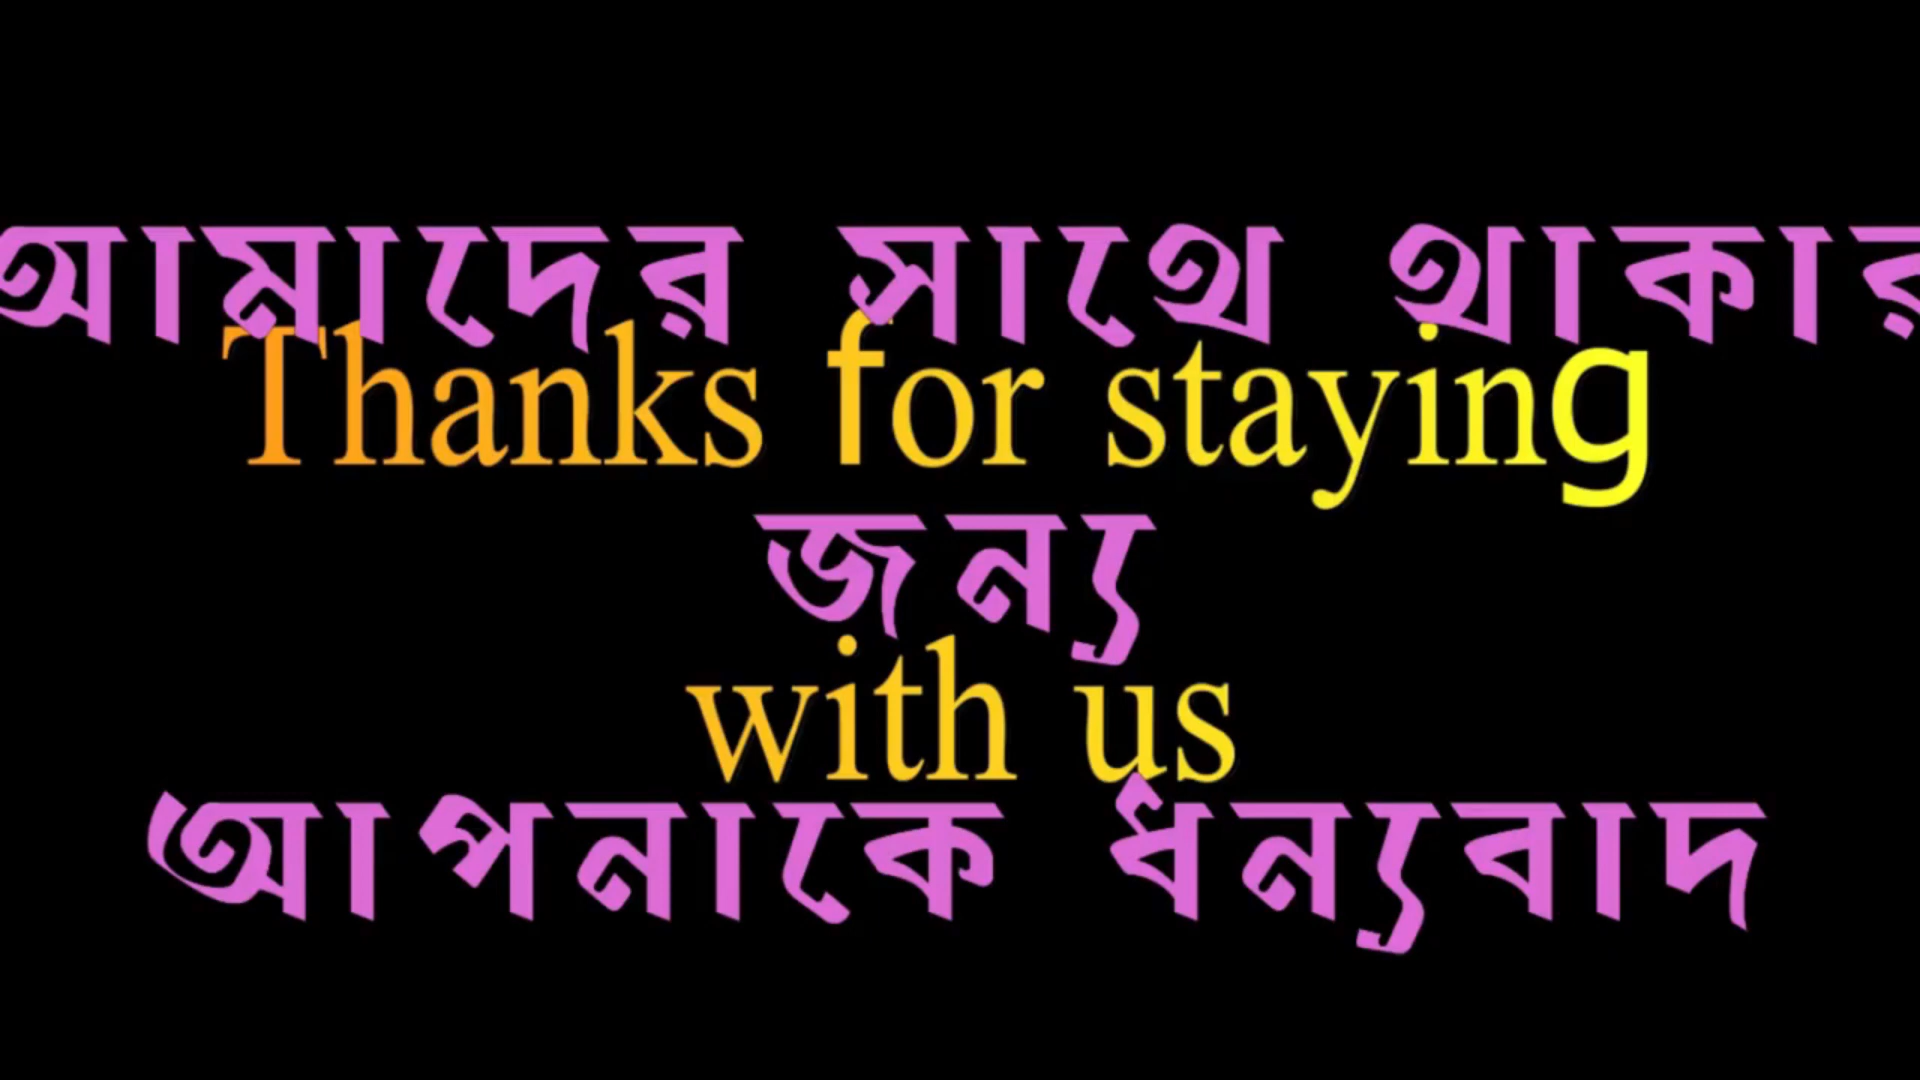 আমাদের সাথে থাকার
Thanks for staying
জন্য
with us
আপনাকে ধন্যবাদ